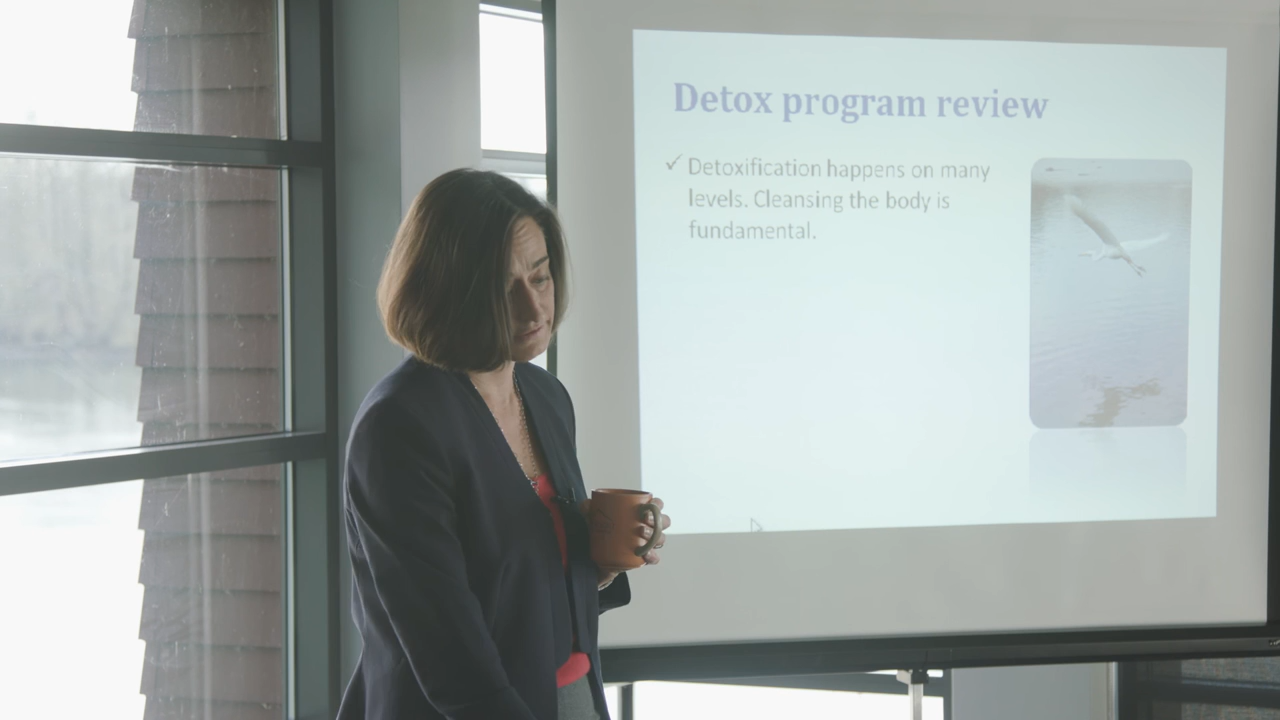 Detox program review
✓ Detoxification happens on many
levels. Cleansing the body is
fundamental.